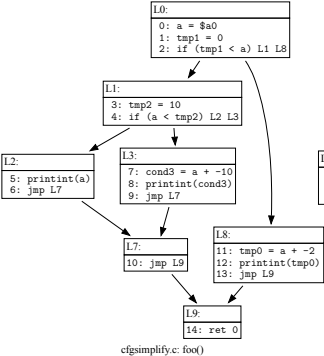 L0:
0: a = $a0
1: tmp1 = 0
2: if (tmp1 < a) L1 L8
L1:
3: tmp2 = 10
4: if (a < tmp2) L2 L3
L2:
5: printint(a)
6: jmp L7
L3:
7: cond3 = a + -10
8: printint(cond3)
9: jmp L7
L7:
10: jmp L9
L8:
11: tmp0 = a + -2
12: printint(tmp0)
13: jmp L9
L9:
14: ret 0
cfgsimplify.c: foo()